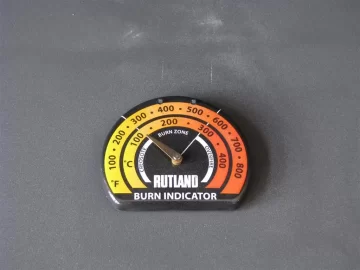 100 • 200 • 300 • 400 • 500 • 600 • 700 • 800
°F
100 • 200 • 300 • 400
°C
BURN ZONE
RUTLAND
BURN INDICATOR